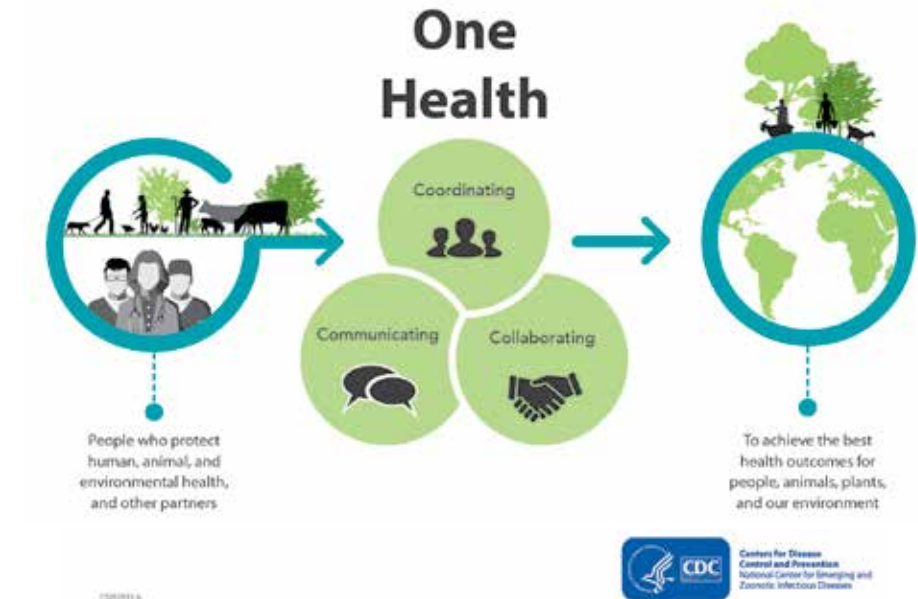 One
Health
Coordinating
Communicating
Collaborating
People who protect
human, animal, and
environmental health,
and other partners
To achieve the best
health outcomes for
people, animals, plants,
and our environment
CDC
Centers for Disease
Control and Prevention
National Center for Emerging and
Zoonotic Infectious Diseases